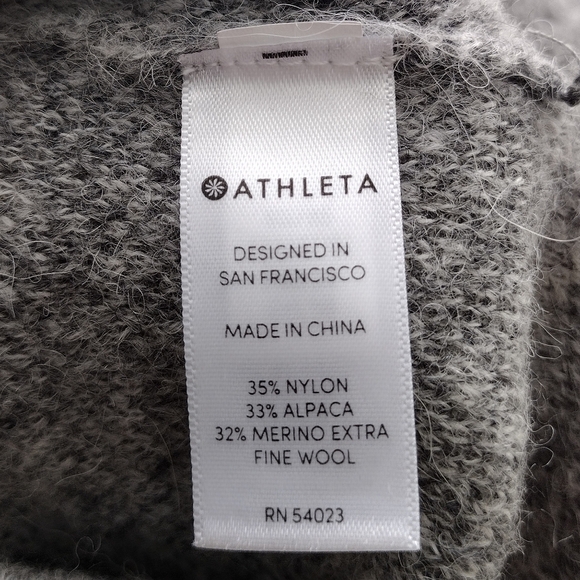 ATHLETA
DESIGNED IN
SAN FRANCISCO
MADE IN CHINA
35% NYLON
33% ALPACA
32% MERINO EXTRA
FINE WOOL
RN 54023